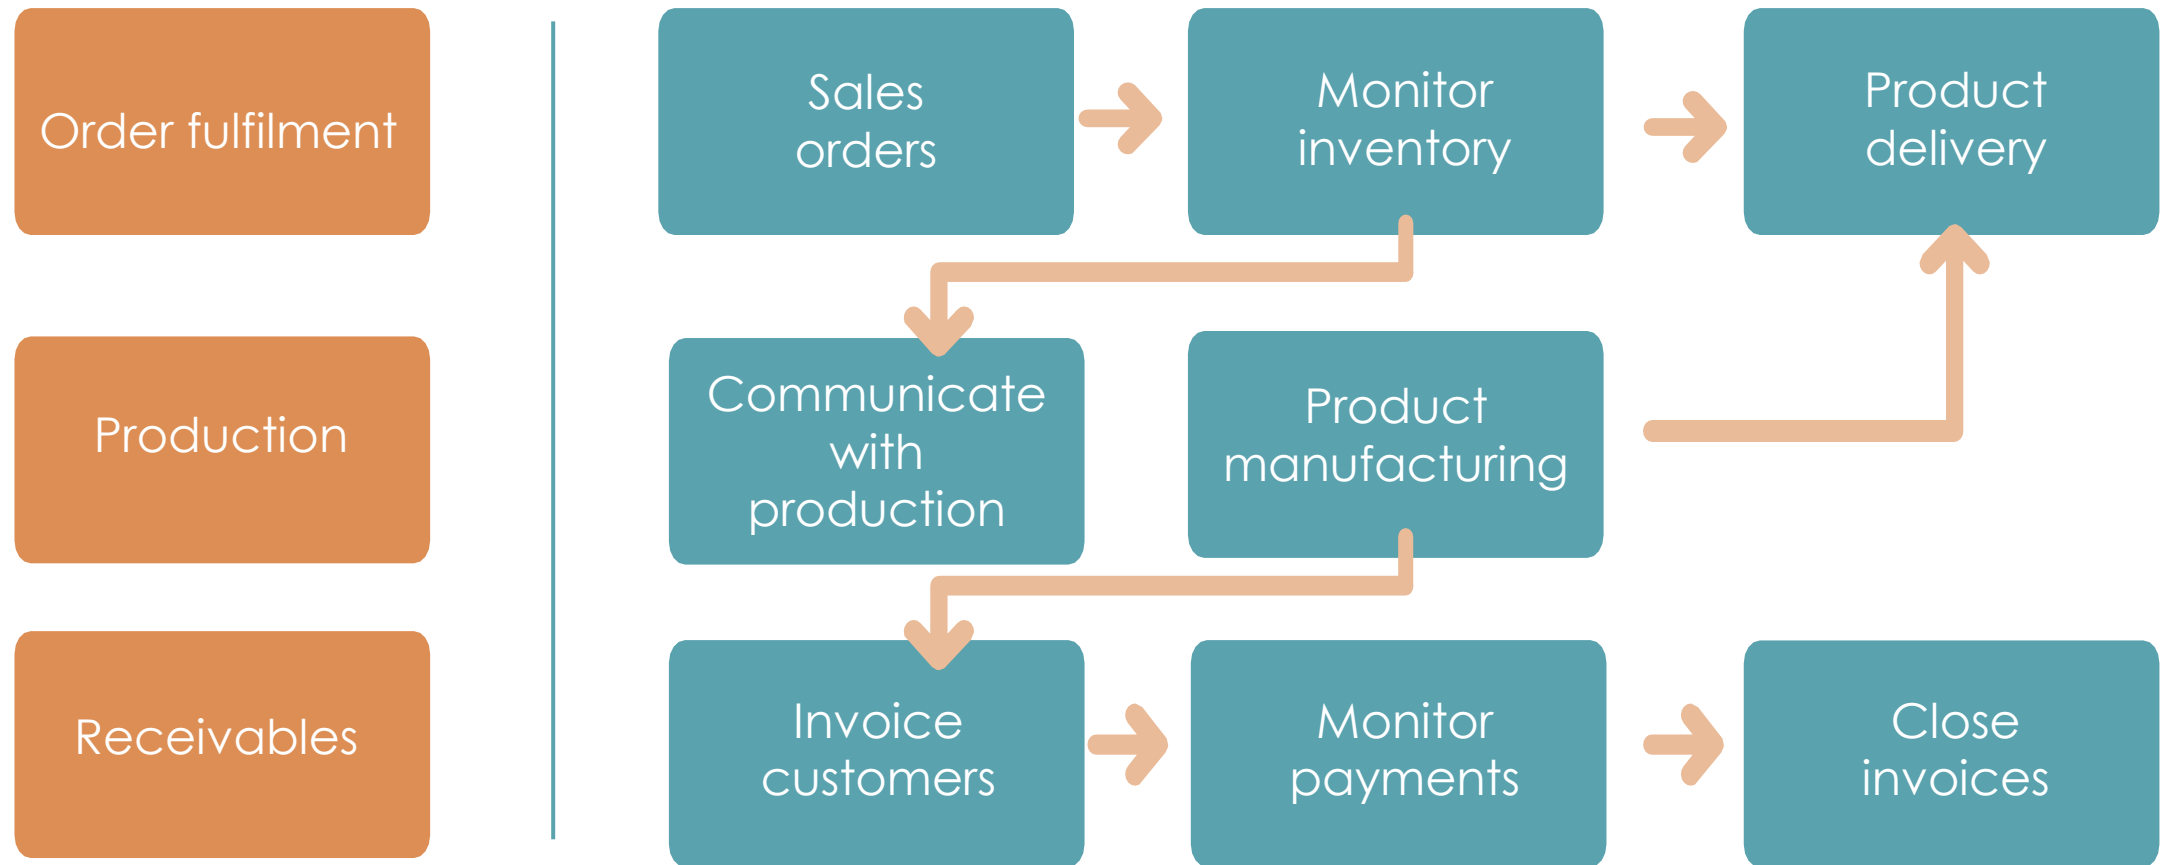 Order fulfilment
Sales
orders
Monitor
inventory
Product
delivery
Production
Communicate
with
production
Product
manufacturing
Receivables
Invoice
customers
Monitor
payments
Close
invoices